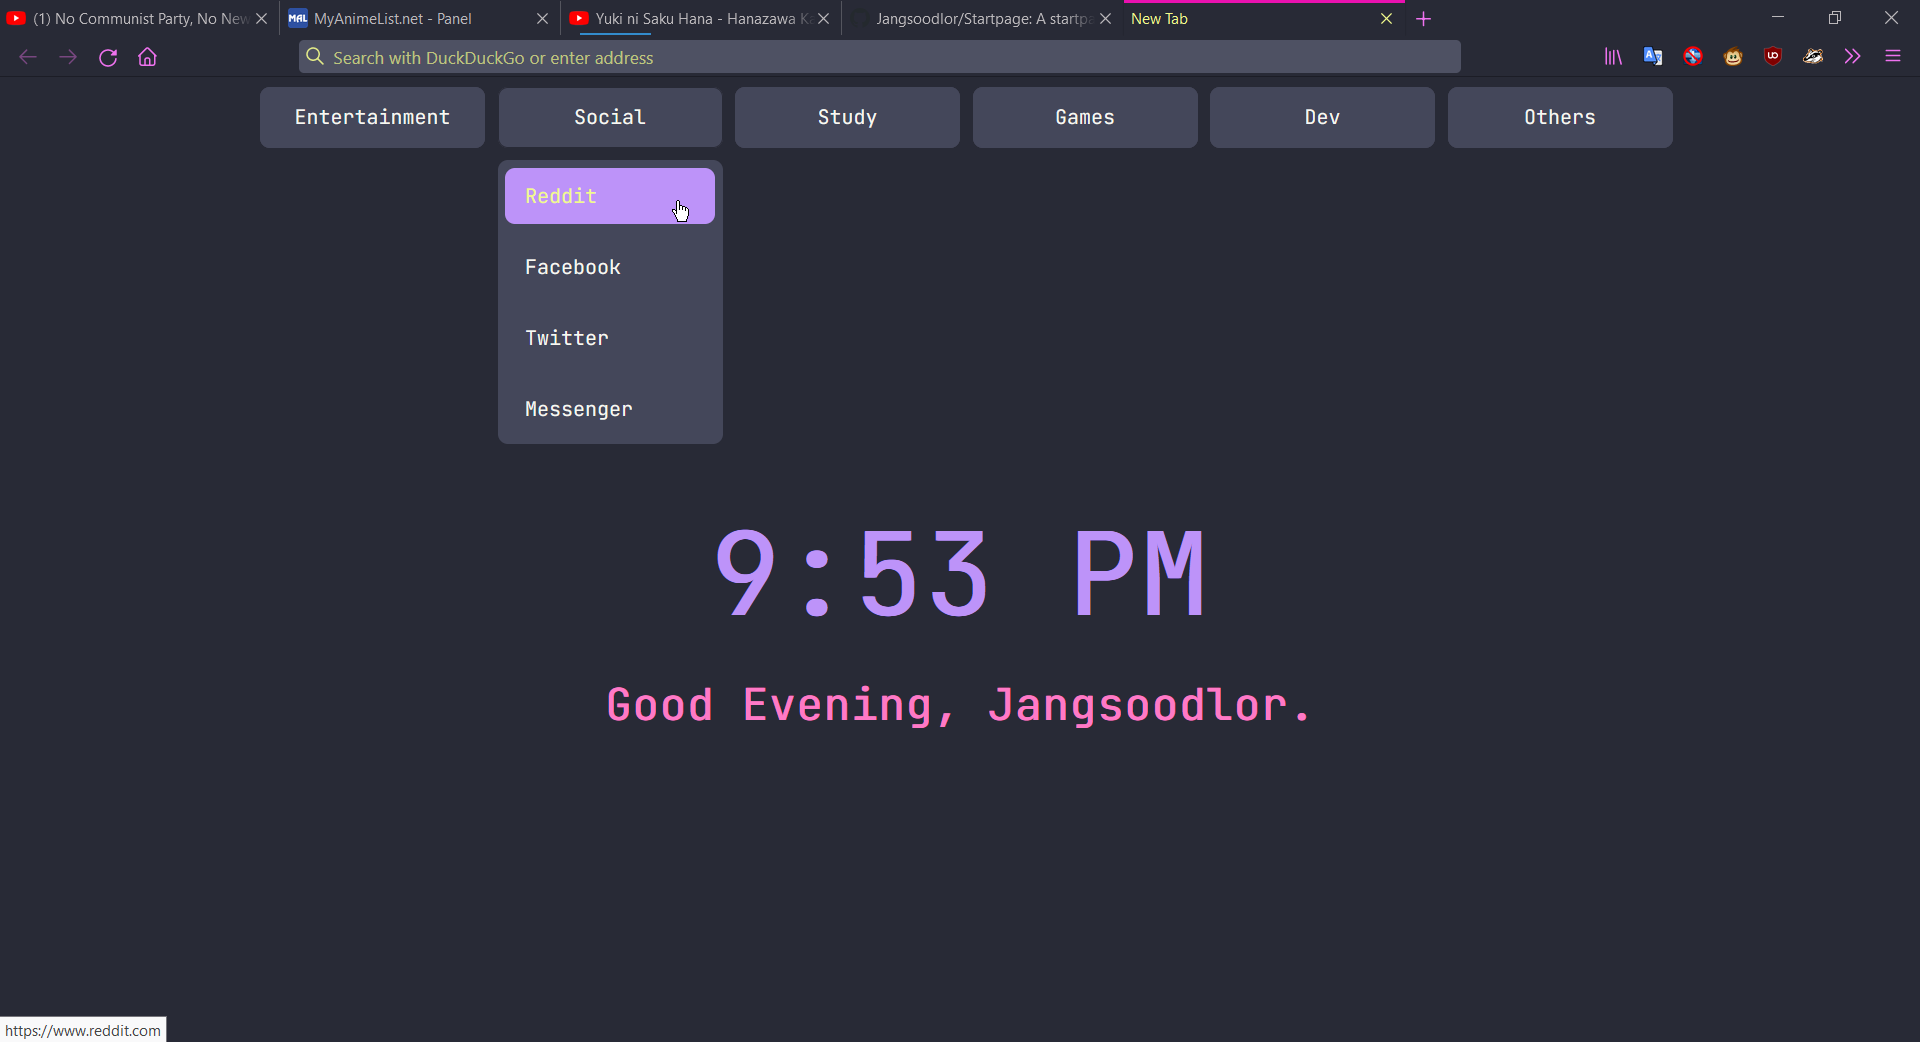 (1) No Communist Party, No New
MyAnimeList.net - Panel
Yuki ni Saku Hana - Hanazawa K
Jangsoodlor/Startpage: A startpa
New Tab
Search with DuckDuckGo or enter address
Entertainment
Social
Study
Games
Dev
Others
Reddit
Facebook
Twitter
Messenger
9:53 PM
Good Evening, Jangsoodlor.
https://www.reddit.com